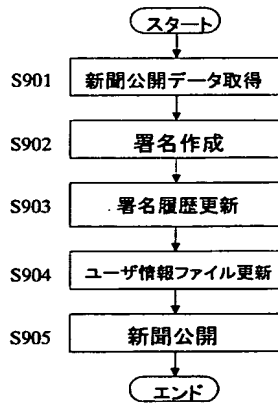 スタート
S901 新聞公開データ取得
S902 署名作成
S903 署名履歴更新
S904 ユーザ情報ファイル更新
S905 新聞公開
エンド